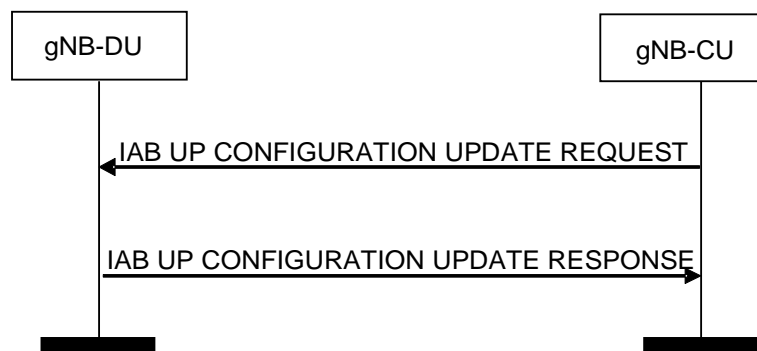 gNB-DU
gNB-CU
IAB UP CONFIGURATION UPDATE REQUEST
IAB UP CONFIGURATION UPDATE RESPONSE